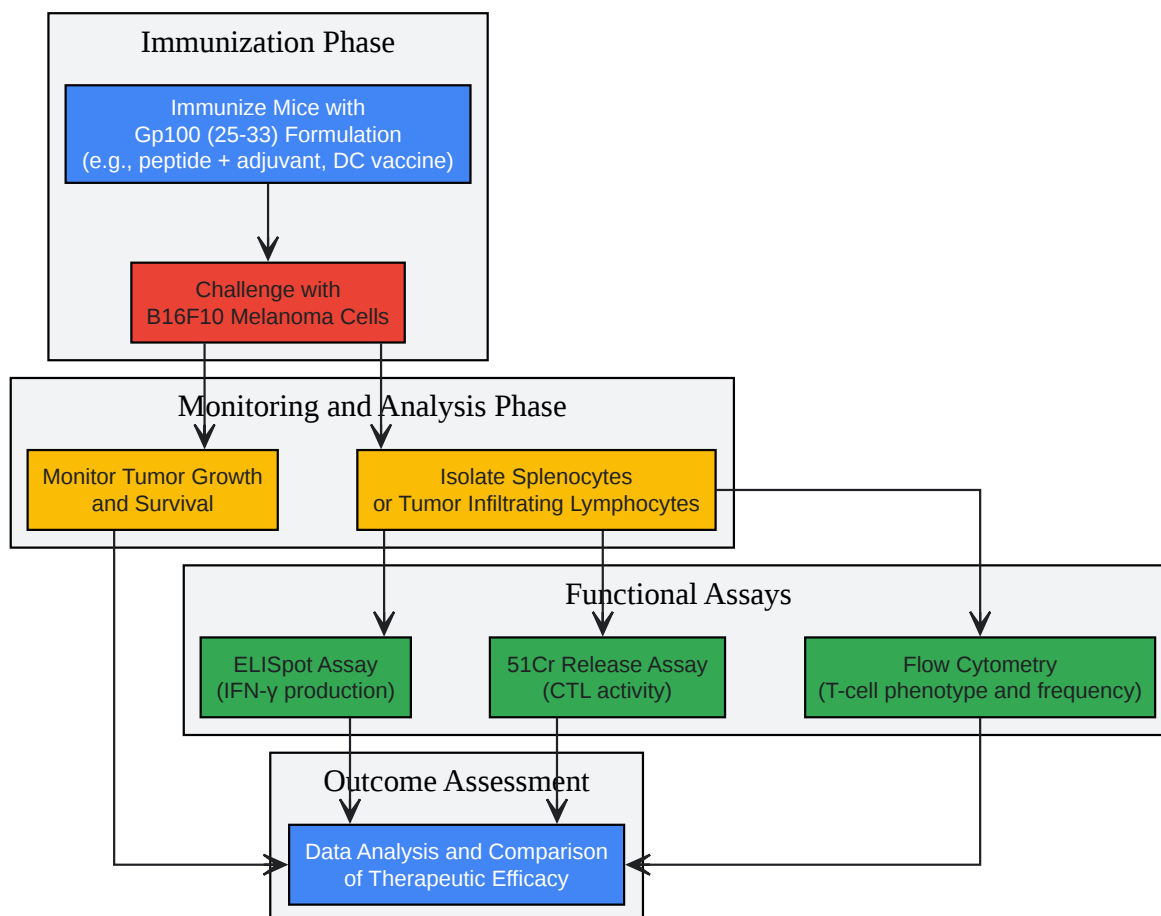 Immunization Phase
Immunize Mice with
Gp100 (25-33) Formulation
(e.g., peptide + adjuvant, DC vaccine)
Challenge with
B16F10 Melanoma Cells
Monitoring and Analysis Phase
Monitor Tumor Growth
and Survival
Isolate Splenocytes
or Tumor Infiltrating Lymphocytes
Functional Assays
ELISpot Assay
(IFN-γ production)
51Cr Release Assay
(CTL activity)
Flow Cytometry
(T-cell phenotype and frequency)
Outcome Assessment
Data Analysis and Comparison
of Therapeutic Efficacy